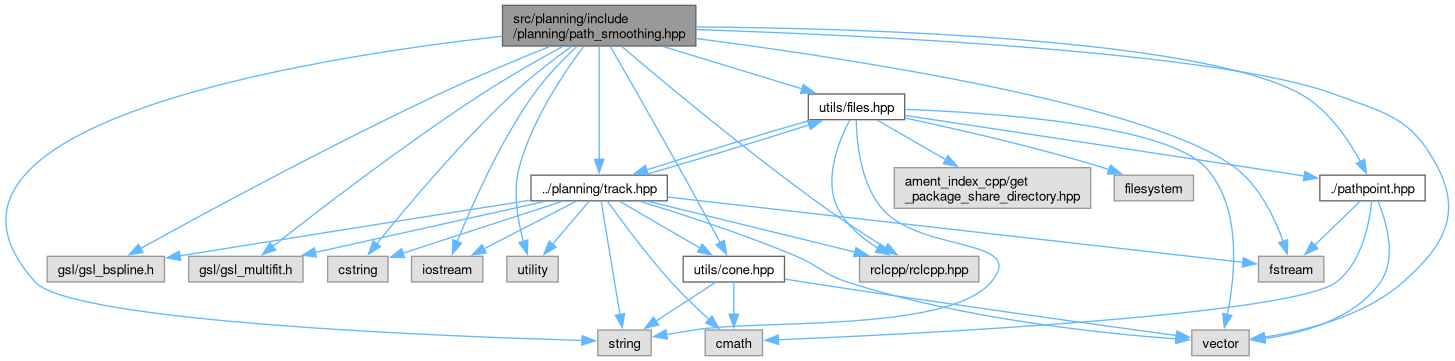 src/planning/include
/planning/path_smoothing.hpp
utils/files.hpp
../planning/track.hpp
ament_index_cpp/get
_package_share_directory.hpp
filesystem
./pathpoint.hpp
gsl/gsl_bspline.h
gsl/gsl_multifit.h
cstring
iostream
utility
utils/cone.hpp
rclcpp/rclcpp.hpp
fstream
string
cmath
vector